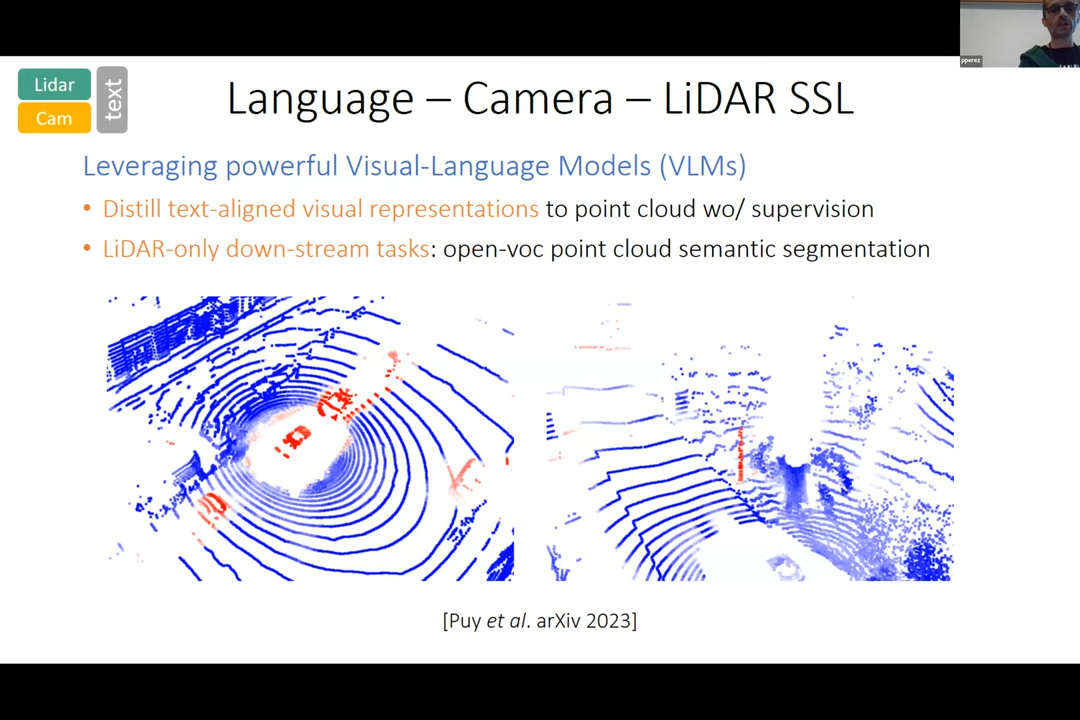 pperez
Lidar
Cam
text
Language – Camera – LiDAR SSL
Leveraging powerful Visual-Language Models (VLMs)
• Distill text-aligned visual representations to point cloud wo/ supervision
• LiDAR-only down-stream tasks: open-voc point cloud semantic segmentation
[Puy et al. arXiv 2023]